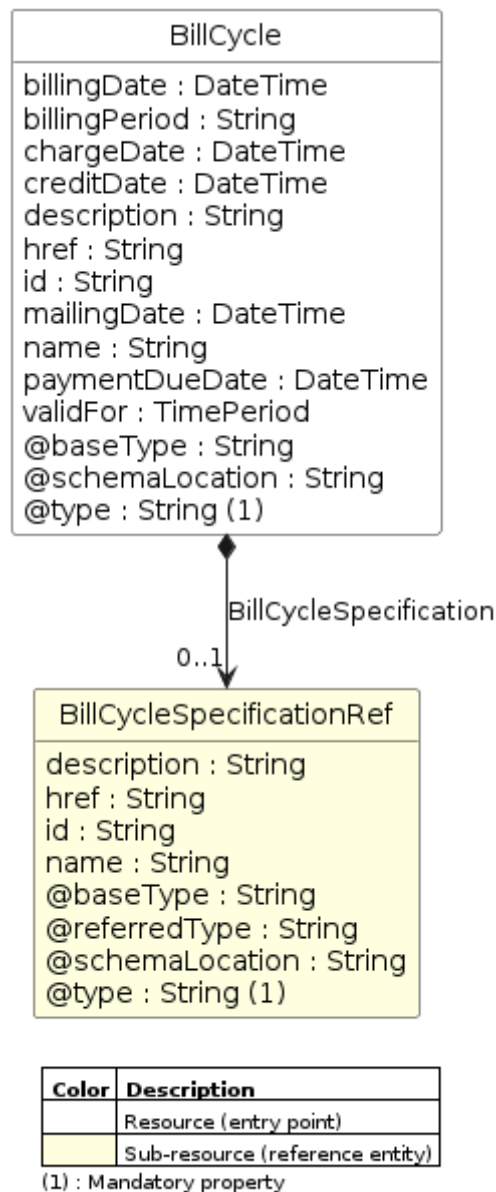 BillCycle
billingDate : DateTime
billingPeriod : String
chargeDate : DateTime
creditDate : DateTime
description : String
href : String
id : String
mailingDate : DateTime
name : String
paymentDueDate : DateTime
validFor : TimePeriod
@baseType : String
@schemaLocation : String
@type : String (1)
BillCycleSpecification
0..1
BillCycleSpecificationRef
description : String
href : String
id : String
name : String
@baseType : String
@referredType : String
@schemaLocation : String
@type : String (1)
Color Description
Resource (entry point)
Sub-resource (reference entity)
(1) : Mandatory property